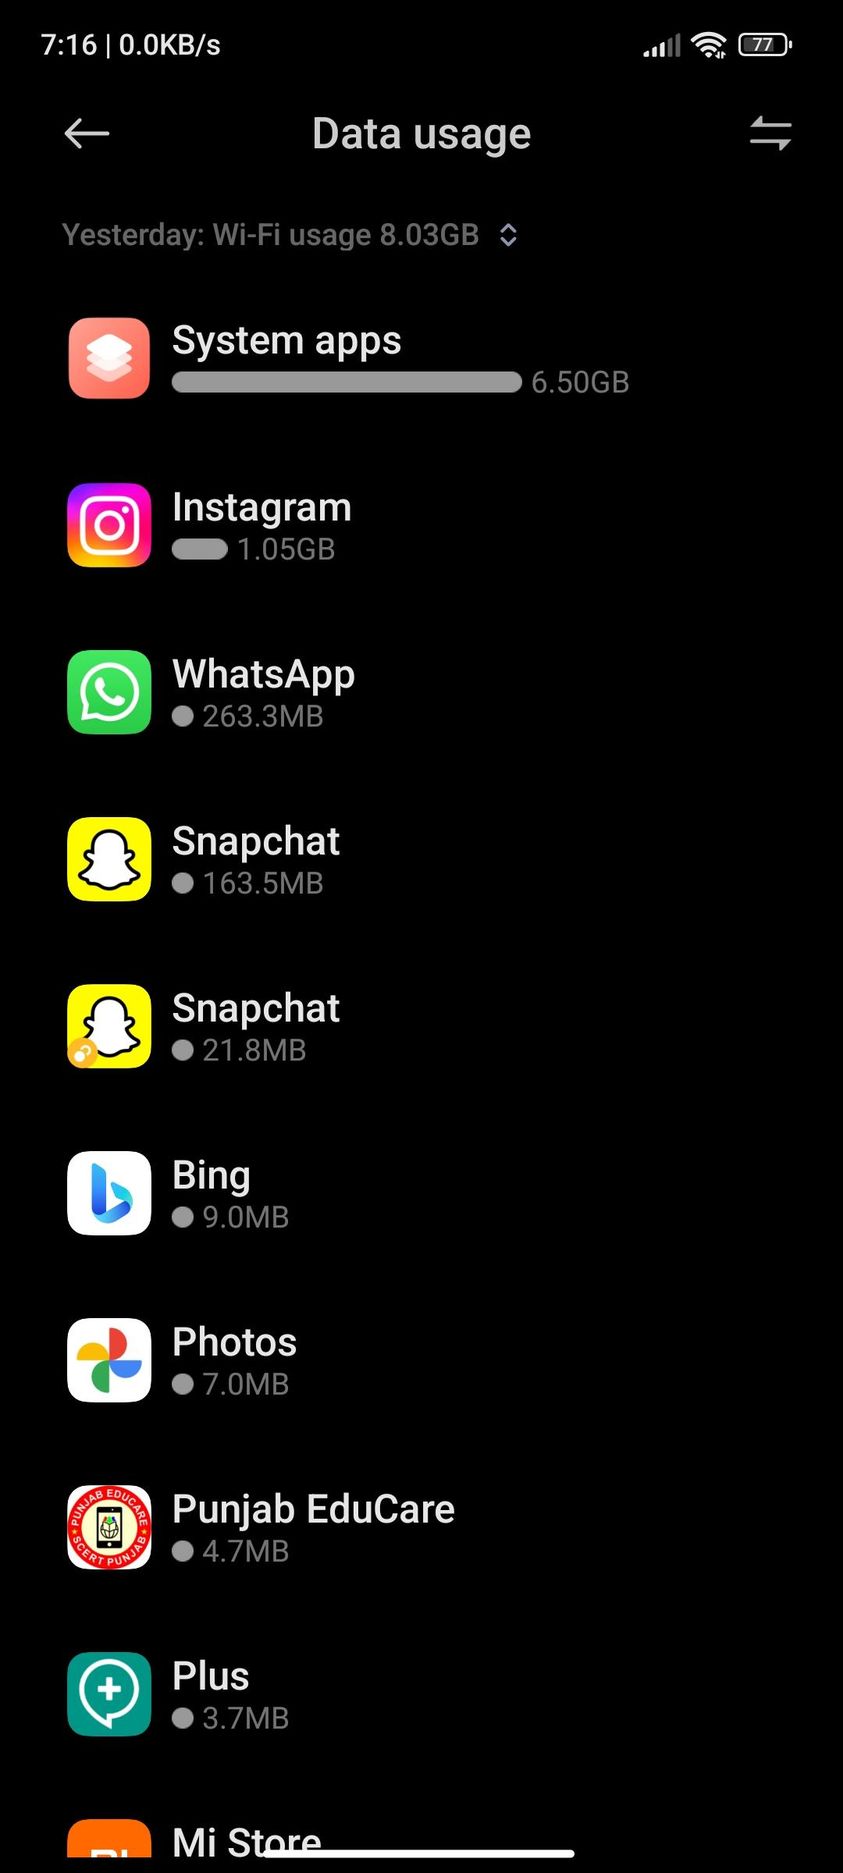 7:16 | 0.0KB/s
77
Data usage
Yesterday: Wi-Fi usage 8.03GB
System apps
6.50GB
Instagram
1.05GB
WhatsApp
263.3MB
Snapchat
163.5MB
Snapchat
21.8MB
Bing
9.0MB
Photos
7.0MB
PUNJAB EDUCARE
SCERT PUNJAB
Punjab EduCare
4.7MB
Plus
3.7MB
Mi Store